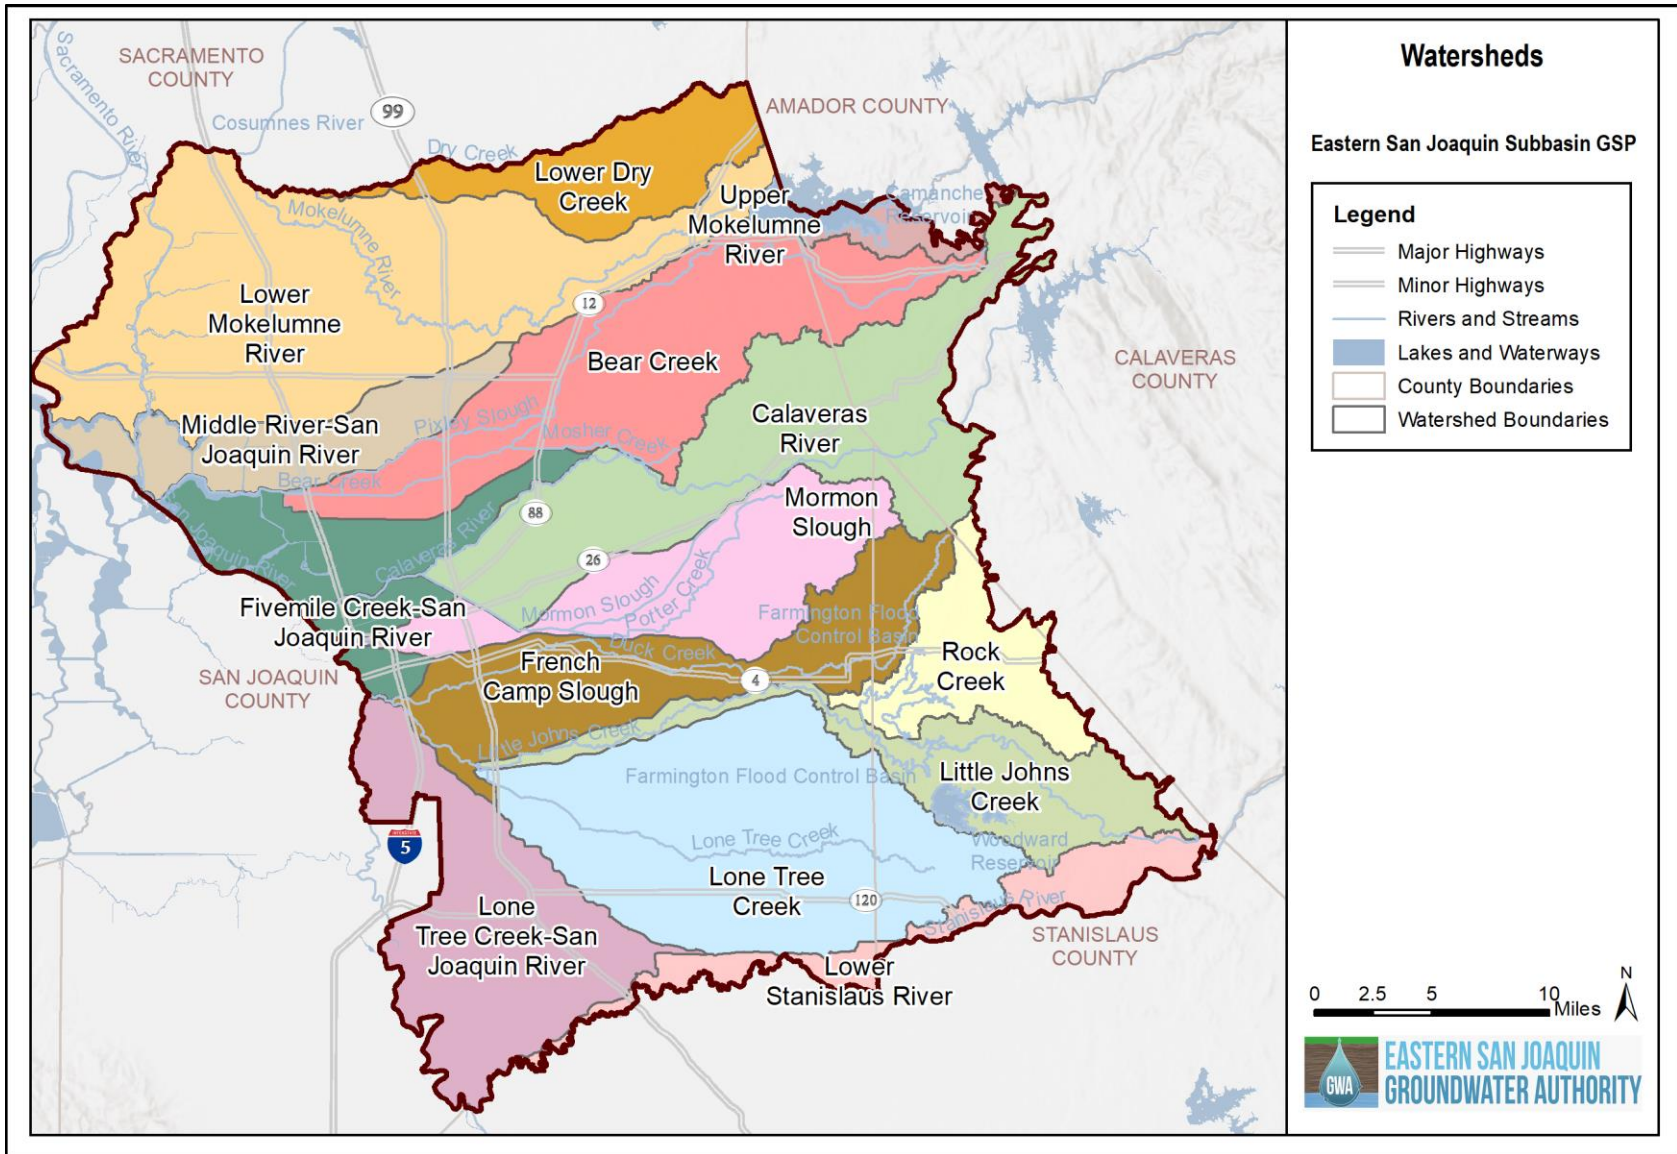 SACRAMENTO
COUNTY
Sacramento River
Cosumnes River
99
AMADOR COUNTY
Dry Creek
Lower Dry
Creek
Camanche
Reservoir
Upper
Mokelumne
River
Mokelumne River
Lower
Mokelumne
River
12
Bear Creek
CALAVERAS
COUNTY
Calaveras
River
Middle River-San
Joaquin River
Pixley Slough
Mosher Creek
Bear Creek
Mormon
Slough
88
San Joaquin River
Calaveras River
26
Fivemile Creek-San
Joaquin River
Mormon Slough
Potter Creek
Farmington Flood
Control Basin
Duck Creek
French
Camp Slough
4
Rock
Creek
SAN JOAQUIN
COUNTY
Little Johns Creek
Farmington Flood Control Basin
Little Johns
Creek
INTERSTATE
5
Lone Tree Creek
Woodward
Reservoir
Lone Tree
Creek
120
Stanislaus River
Lone
Tree Creek-San
Joaquin River
STANISLAUS
COUNTY
Lower
Stanislaus River
Watersheds
Eastern San Joaquin Subbasin GSP
Legend
Major Highways
Minor Highways
Rivers and Streams
Lakes and Waterways
County Boundaries
Watershed Boundaries
N
0 2.5 5 10
Miles
GWA
EASTERN SAN JOAQUIN
GROUNDWATER AUTHORITY